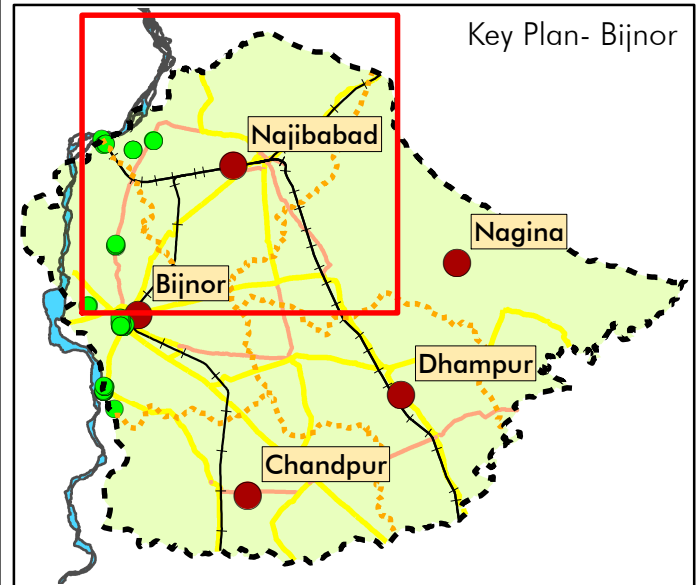 Key Plan- Bijnor
Najibabad
Nagina
Bijnor
Dhampur
Chandpur